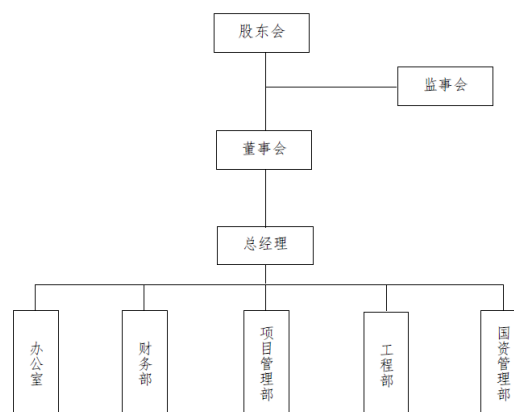 股东会
监事会
董事会
总经理
办公室
财务部
项目管理部
工程部
国资管理部